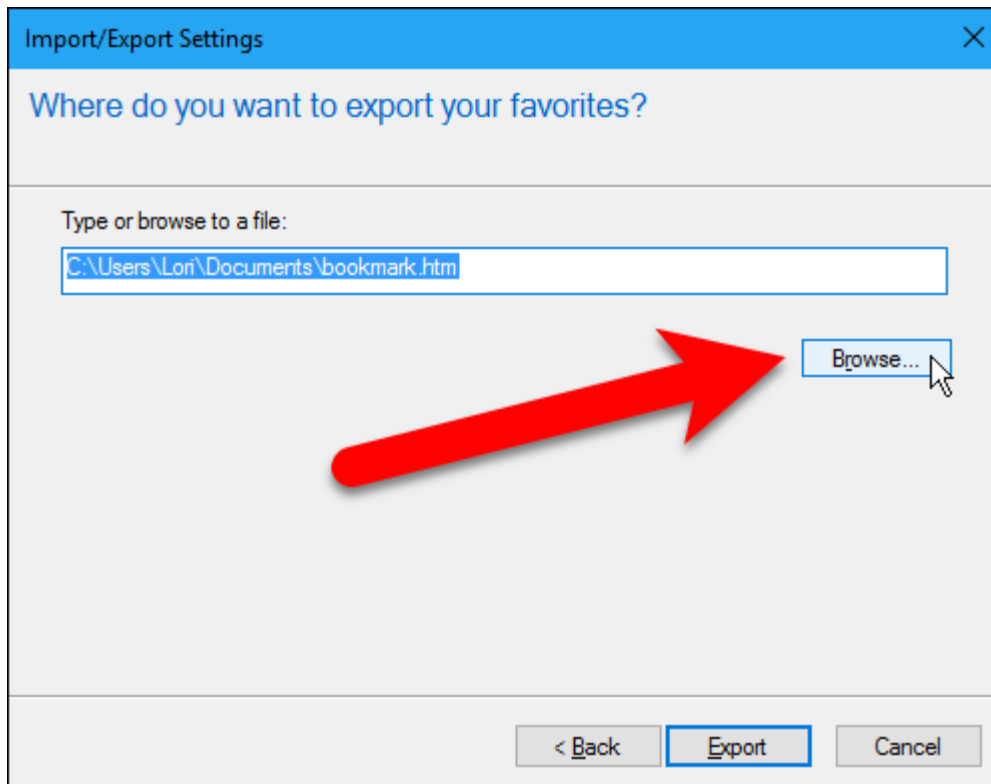 Import/Export Settings
Where do you want to export your favorites?
Type or browse to a file:
C:\Users\Lori\Documents\bookmark.htm
Browse...
< Back
Export
Cancel